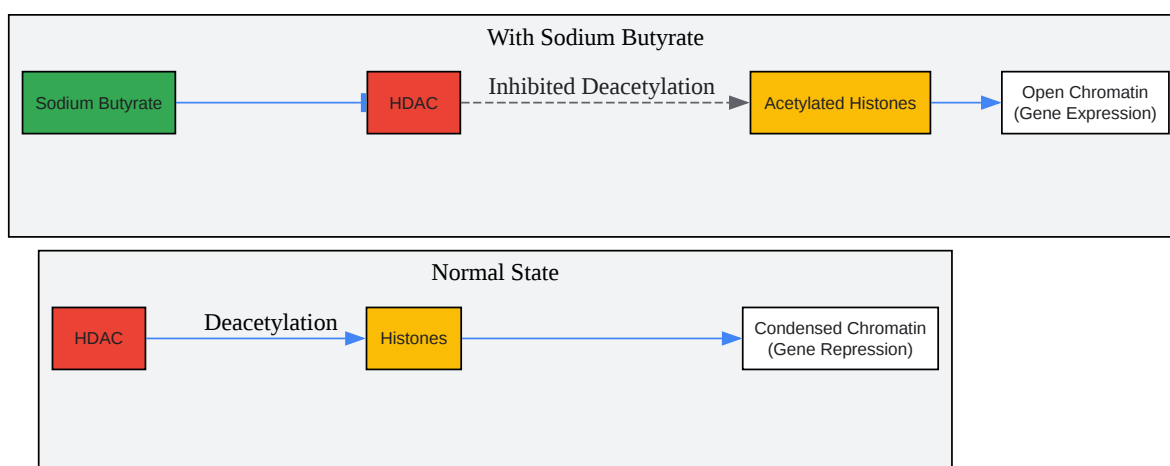 With Sodium Butyrate
Sodium Butyrate
HDAC
Inhibited Deacetylation
Acetylated Histones
Open Chromatin
(Gene Expression)
Normal State
HDAC
Deacetylation
Histones
Condensed Chromatin
(Gene Repression)